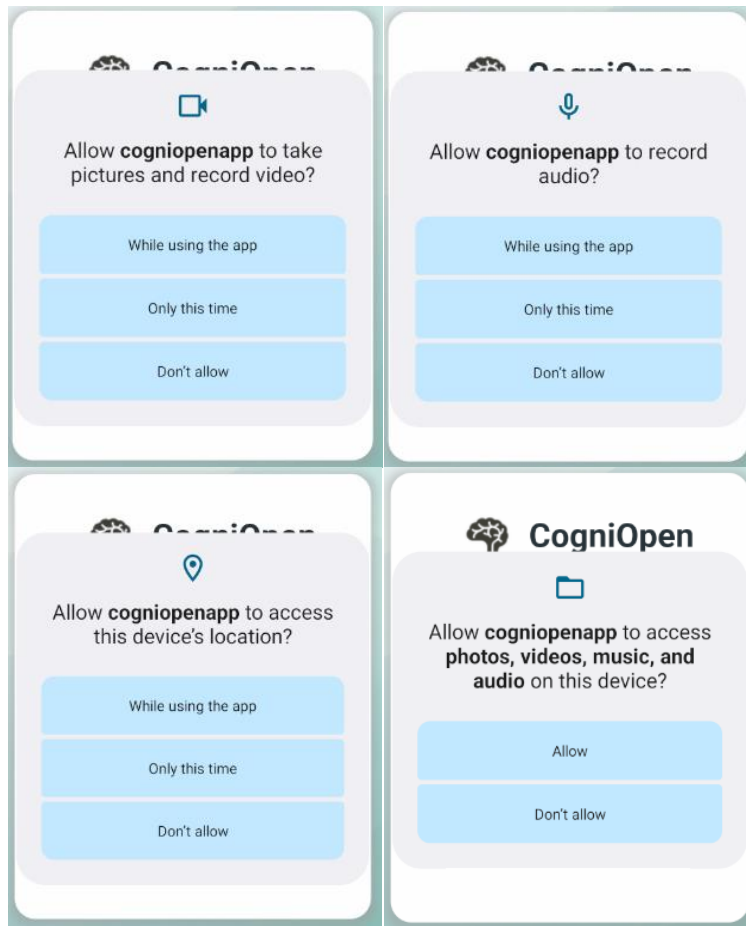 CogniOpen
Allow cogniopenapp to take
pictures and record video?
While using the app
Only this time
Don't allow
CogniOpen
Allow cogniopenapp to record
audio?
While using the app
Only this time
Don't allow
CogniOpen
Allow cogniopenapp to access
this device's location?
While using the app
Only this time
Don't allow
CogniOpen
Allow cogniopenapp to access
photos, videos, music, and
audio on this device?
Allow
Don't allow